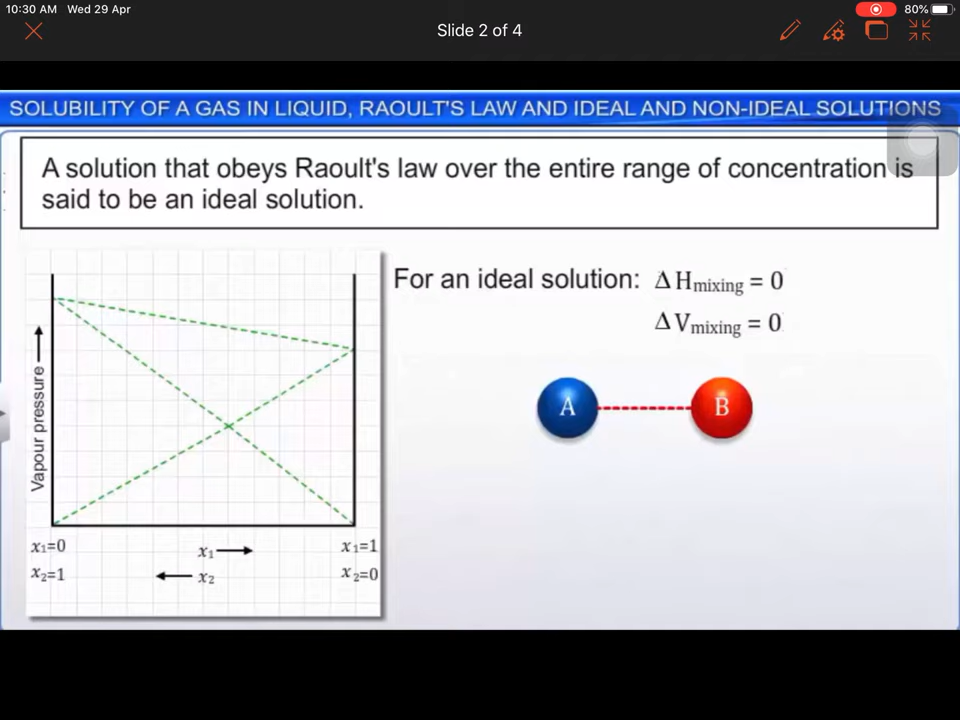 10:30 AM Wed 29 Apr
80%
Slide 2 of 4
SOLUBILITY OF A GAS IN LIQUID, RAOULT'S LAW AND IDEAL AND NON-IDEAL SOLUTIONS
A solution that obeys Raoult's law over the entire range of concentration is
said to be an ideal solution.
For an ideal solution: ΔHmixing = 0
ΔVmixing = 0
A
B
Vapour pressure
x1=0
x1
x1=1
x2=1
x2
x2=0